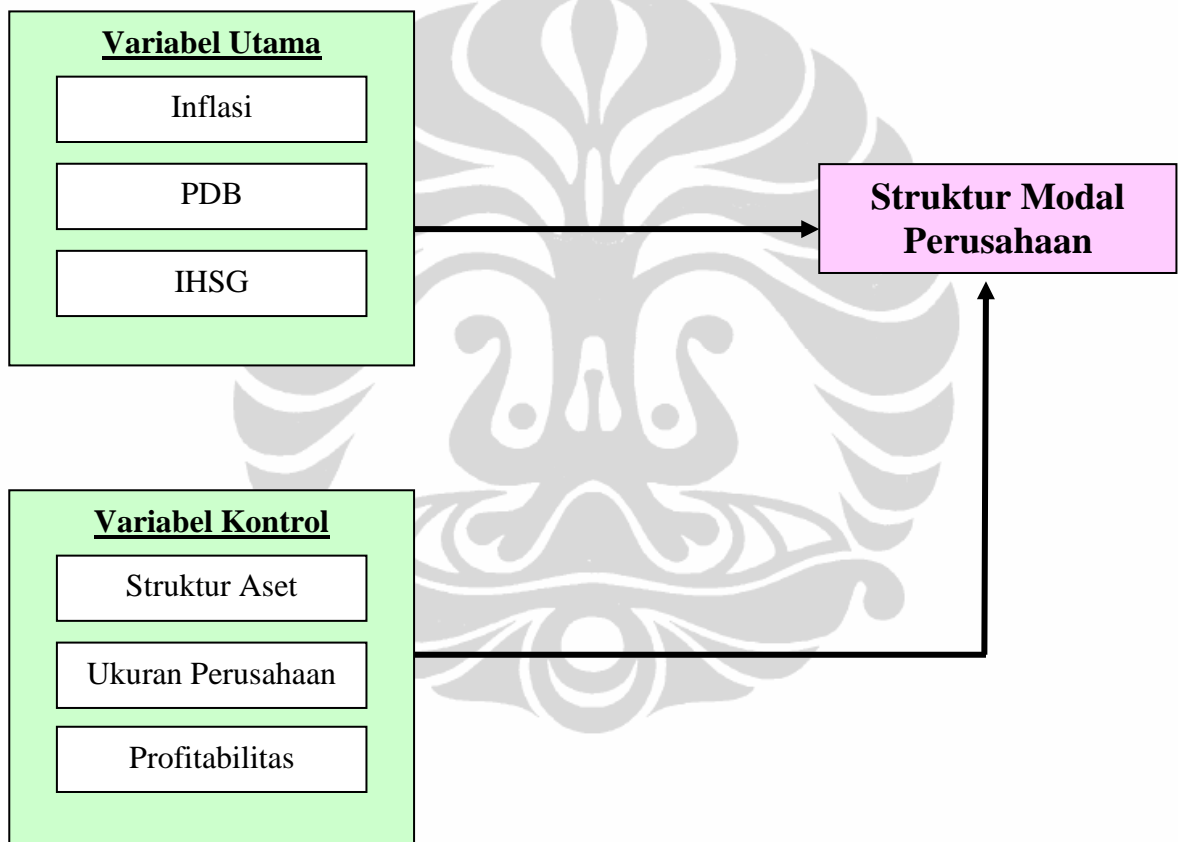 Variabel Utama
Inflasi
PDB
IHSG
Struktur Modal
Perusahaan
Variabel Kontrol
Struktur Aset
Ukuran Perusahaan
Profitabilitas